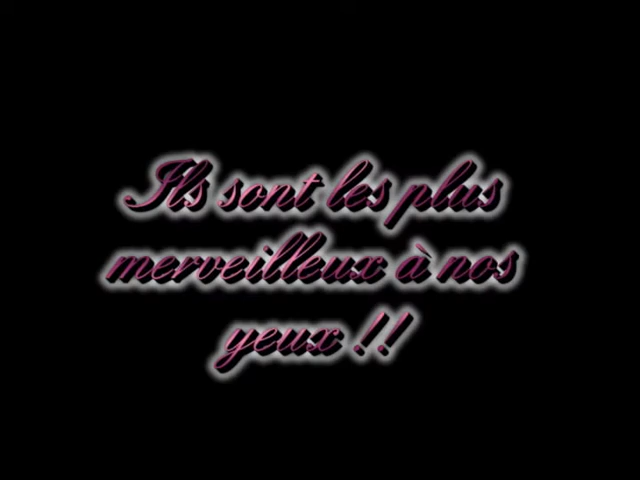 Ils sont les plus
merveilleux à nos
yeux !!